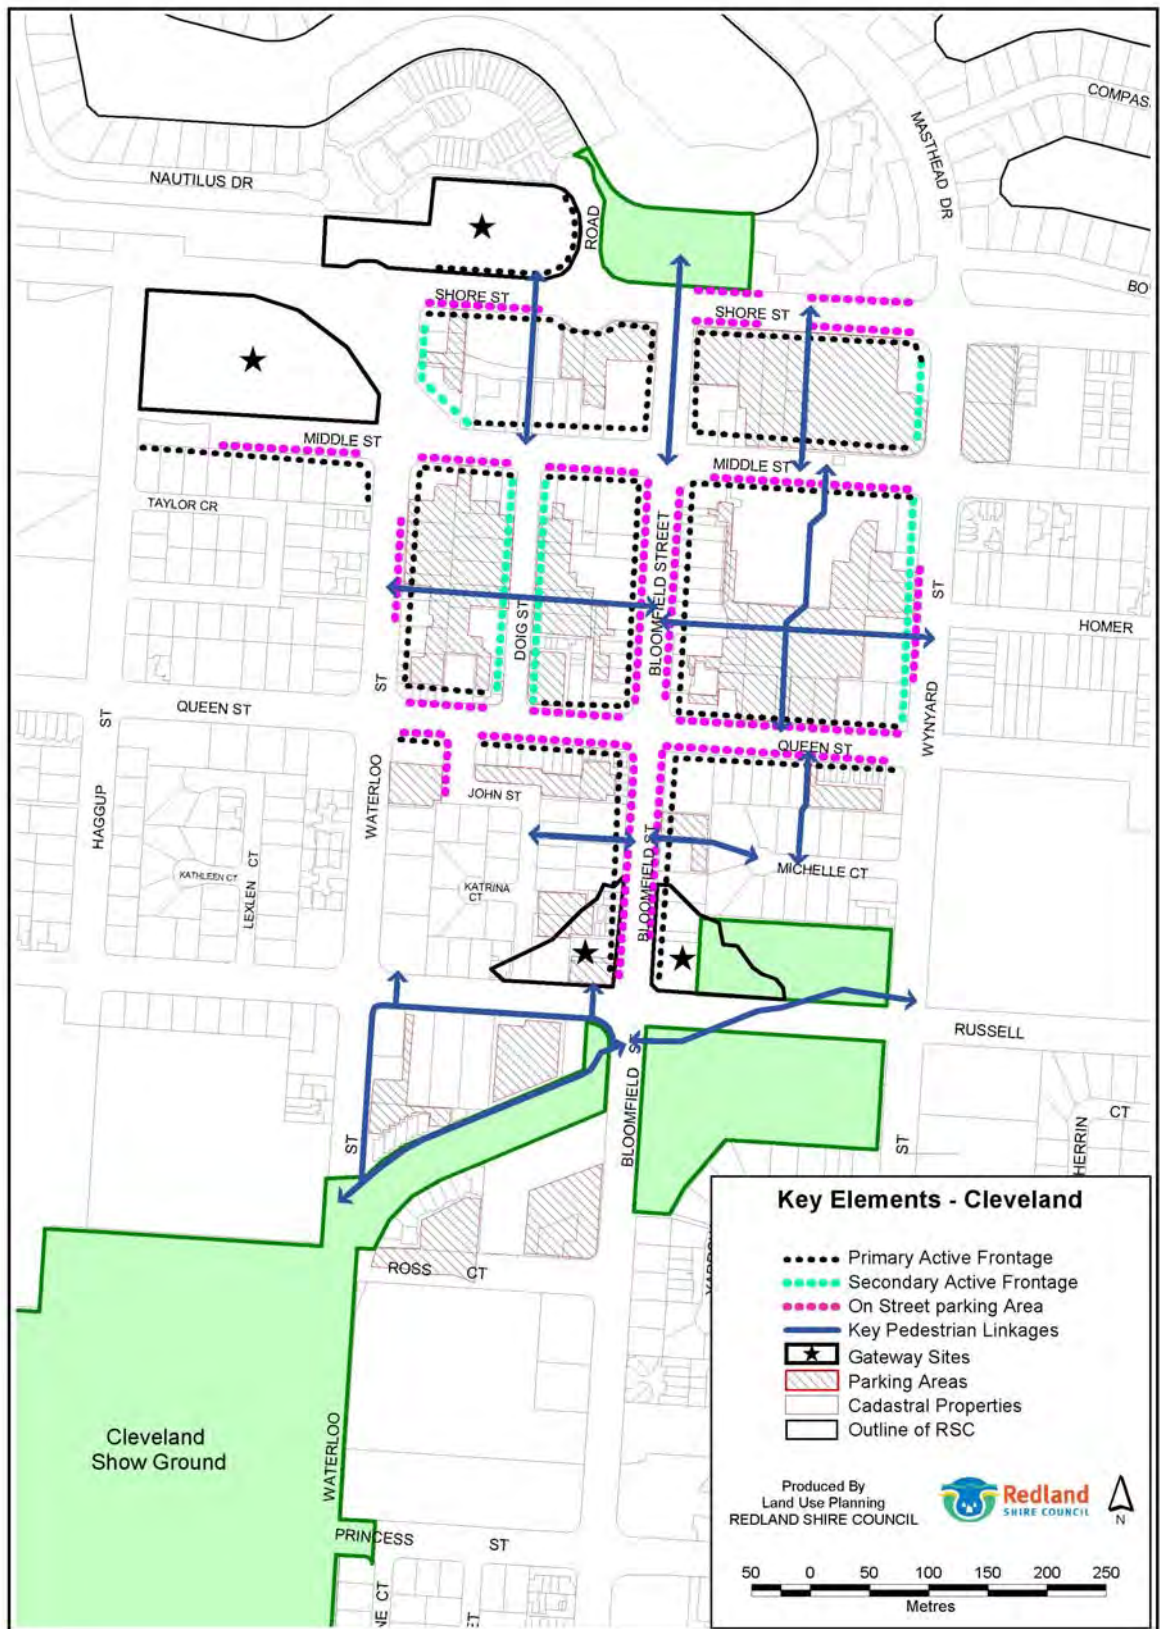 COMPAS
MASTHEAD DR
NAUTILUS DR
ROAD
BO
SHORE ST
SHORE ST
MIDDLE ST
MIDDLE ST
TAYLOR CR
BLOOMFIELD STREET
DOIG ST
ST
HOMER
ST
QUEEN ST
ST
WYNYARD
QUEEN ST
WATERLOO
HAGGUP
JOHN ST
BLOOMFIELD ST
MICHELLE CT
KATHLEEN CT
LEXLEN CT
KATRINA
CT
BLOOMFIELD ST
RUSSELL
BLOOMFIELD ST
ST
ST
CT
HERRIN
ROSS CT
Cleveland
Show Ground
WATERLOO
PRINCESS ST
NE CT
ET
Key Elements - Cleveland
Primary Active Frontage
Secondary Active Frontage
On Street parking Area
Key Pedestrian Linkages
Gateway Sites
Parking Areas
Cadastral Properties
Outline of RSC
Produced By
Land Use Planning
REDLAND SHIRE COUNCIL
Redland
SHIRE COUNCIL
N
50 0 50 100 150 200 250
Metres